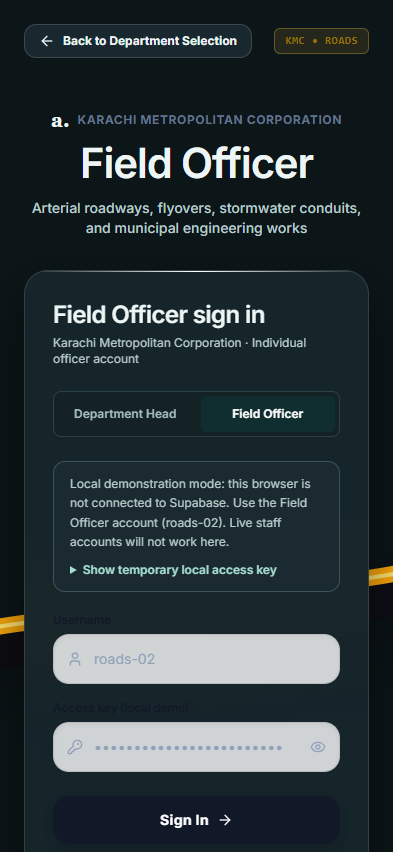 Back to Department Selection
KMC • ROADS
a. KARACHI METROPOLITAN CORPORATION
Field Officer
Arterial roadways, flyovers, stormwater conduits,
and municipal engineering works
Field Officer sign in
Karachi Metropolitan Corporation · Individual
officer account
Department Head
Field Officer
Local demonstration mode: this browser is
not connected to Supabase. Use the Field
Officer account (roads-02). Live staff
accounts will not work here.
Show temporary local access key
Username
roads-02
Access key (local demo)
Sign In